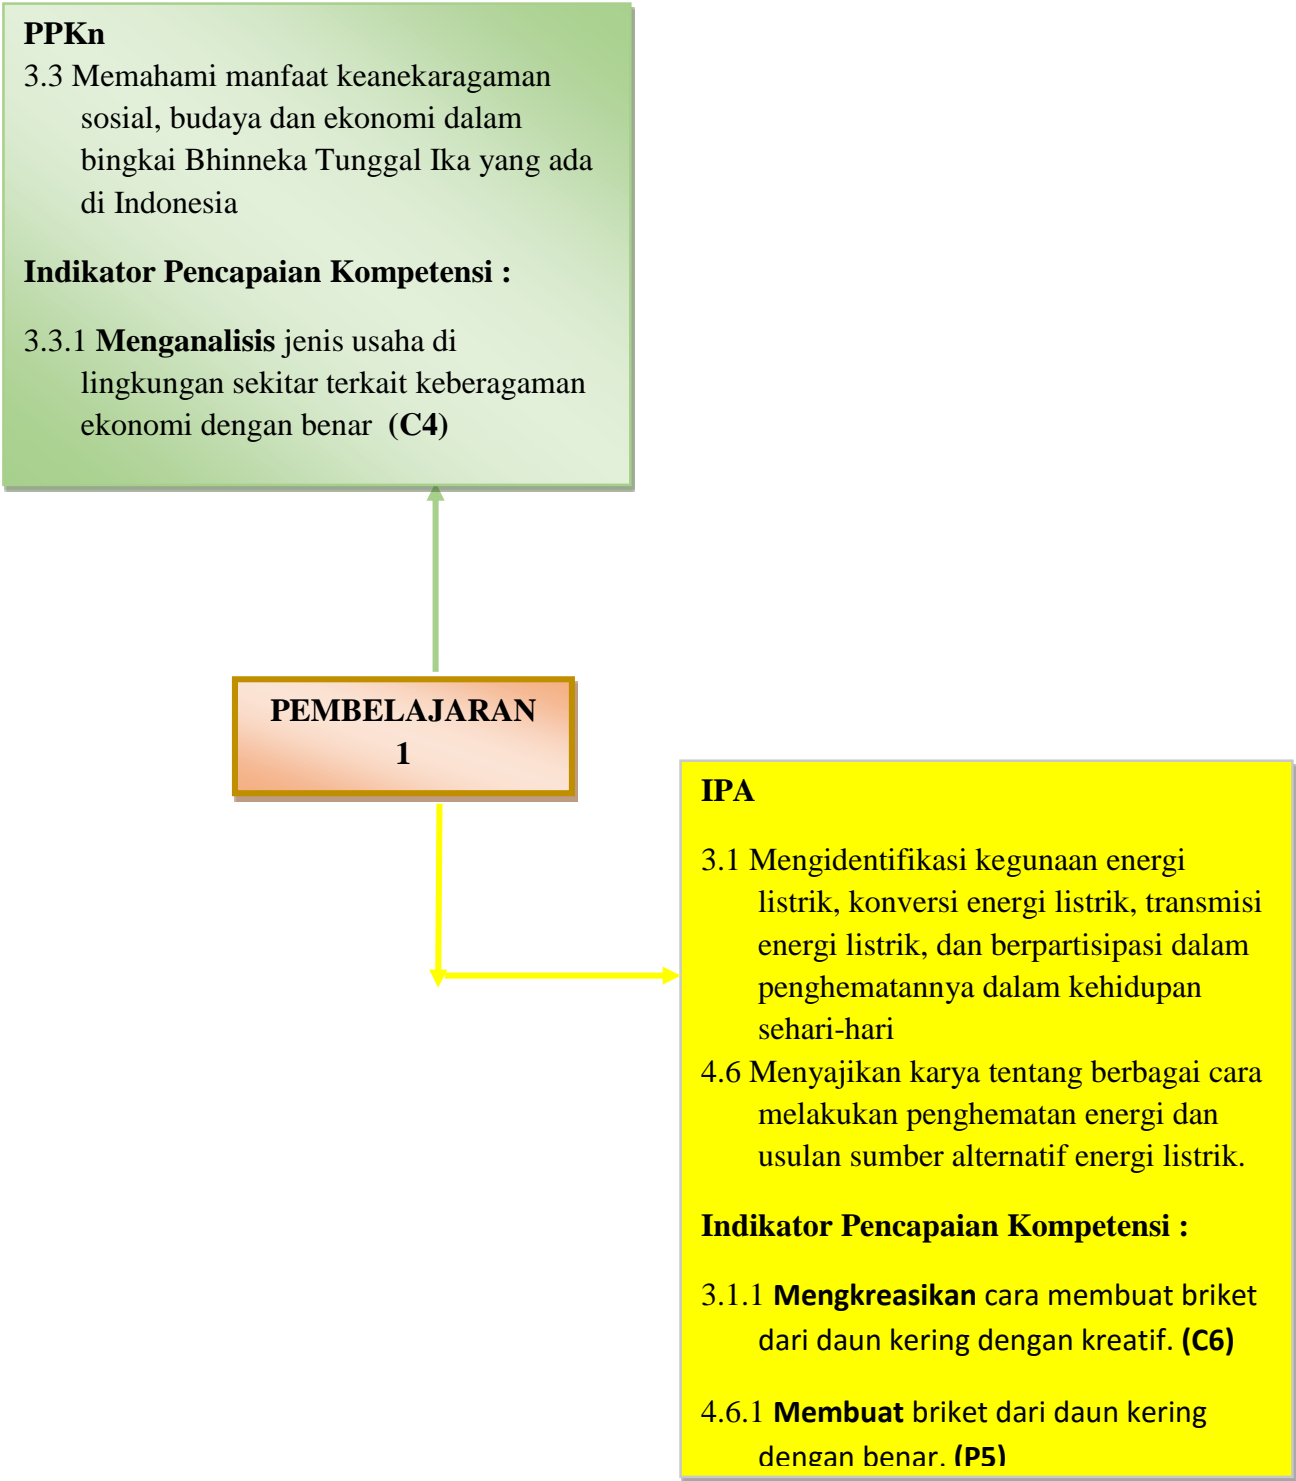 PPKn
3.3 Memahami manfaat keanekaragaman
sosial, budaya dan ekonomi dalam
bingkai Bhinneka Tunggal Ika yang ada
di Indonesia
Indikator Pencapaian Kompetensi :
3.3.1 Menganalisis jenis usaha di
lingkungan sekitar terkait keberagaman
ekonomi dengan benar (C4)
PEMBELAJARAN
1
IPA
3.1 Mengidentifikasi kegunaan energi
listrik, konversi energi listrik, transmisi
energi listrik, dan berpartisipasi dalam
penghematannya dalam kehidupan
sehari-hari
4.6 Menyajikan karya tentang berbagai cara
melakukan penghematan energi dan
usulan sumber alternatif energi listrik.
Indikator Pencapaian Kompetensi :
3.1.1 Mengkreasikan cara membuat briket
dari daun kering dengan kreatif. (C6)
4.6.1 Membuat briket dari daun kering
dengan benar. (P5)